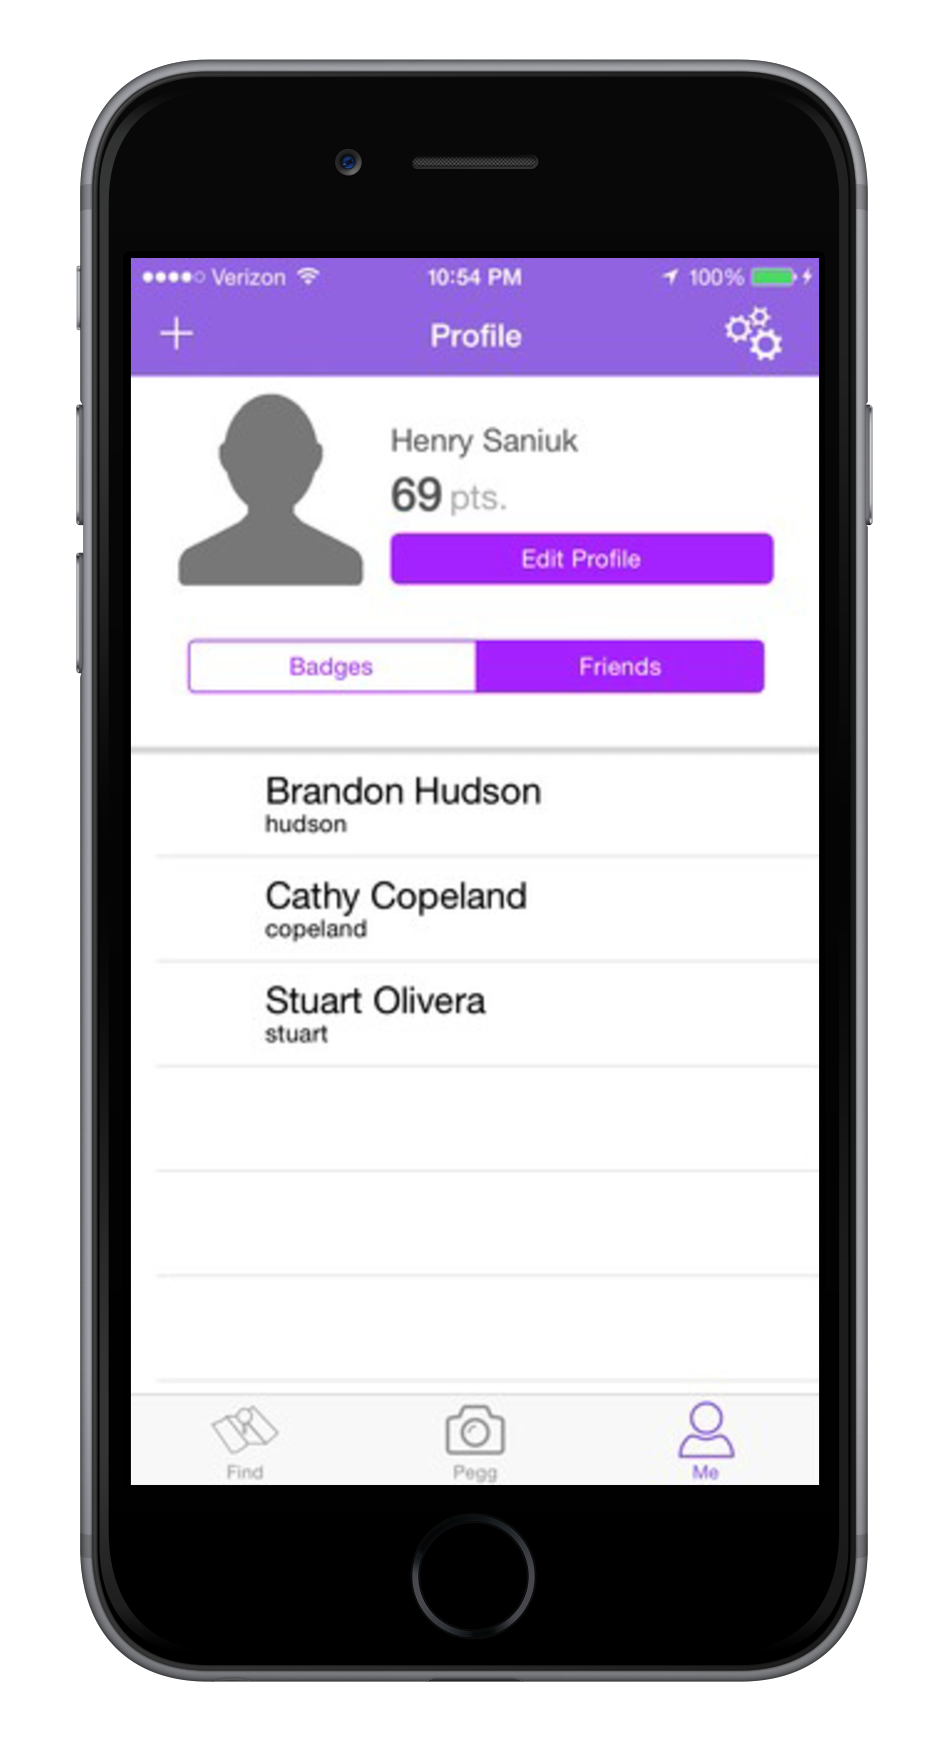 Verizon 10:54 PM 100%
Profile
Henry Saniuk
69 pts.
Edit Profile
Badges Friends
Brandon Hudson
hudson
Cathy Copeland
copeland
Stuart Olivera
stuart
Find Pegg Me